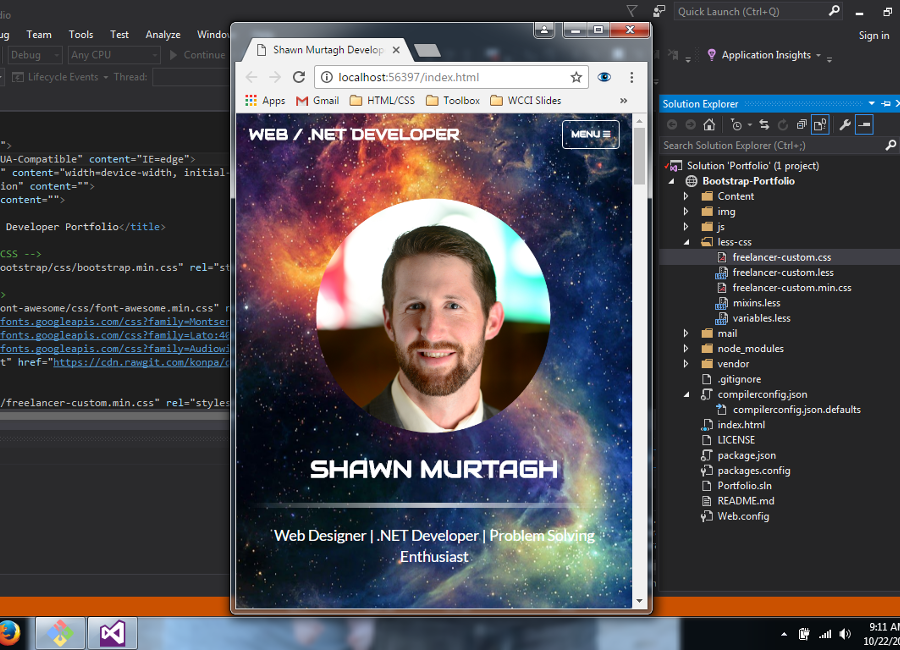 dio
Quick Launch (Ctrl+Q)
ug Team Tools Test Analyze Window
Sign in
Debug Any CPU Continue
Application Insights
Lifecycle Events Thread:
">
UA-Compatible" content="IE=edge">
" content="width=device-width, initial-
ion" content="">
content="">
Developer Portfolio</title>
CSS -->
ootstrap/css/bootstrap.min.css" rel="st
>
ont-awesome/css/font-awesome.min.css" r
fonts.googleapis.com/css?family=Montser
fonts.googleapis.com/css?family=Lato:40
fonts.googleapis.com/css?family=Audiowi
t" href="https://cdn.rawgit.com/konpa/d
/freelancer-custom.min.css" rel="styles
Shawn Murtagh Develop
localhost:56397/index.html
Apps Gmail HTML/CSS Toolbox WCCI Slides »
WEB / .NET DEVELOPER
MENU
SHAWN MURTAGH
Web Designer | .NET Developer | Problem Solving
Enthusiast
Solution Explorer
Search Solution Explorer (Ctrl+;)
Solution 'Portfolio' (1 project)
Bootstrap-Portfolio
Content
img
js
less-css
freelancer-custom.css
freelancer-custom.less
freelancer-custom.min.css
mixins.less
variables.less
mail
node_modules
vendor
.gitignore
compilerconfig.json
compilerconfig.json.defaults
index.html
LICENSE
package.json
packages.config
Portfolio.sln
README.md
Web.config
9:11 AM
10/22/20